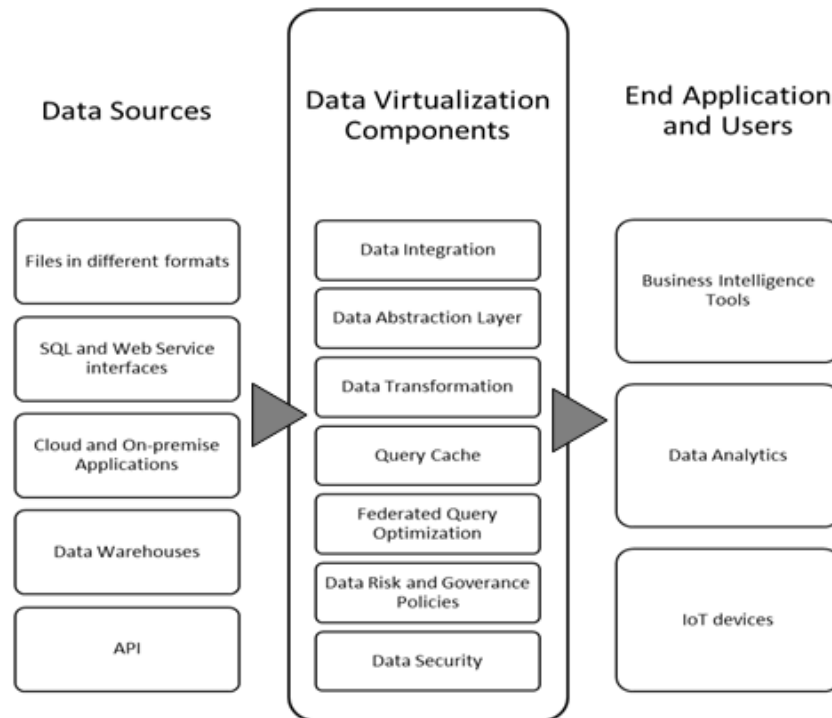 Data Sources
Files in different formats
SQL and Web Service
interfaces
Cloud and On-premise
Applications
Data Warehouses
API
Data Virtualization
Components
Data Integration
Data Abstraction Layer
Data Transformation
Query Cache
Federated Query
Optimization
Data Risk and Goverance
Policies
Data Security
End Application
and Users
Business Intelligence
Tools
Data Analytics
IoT devices